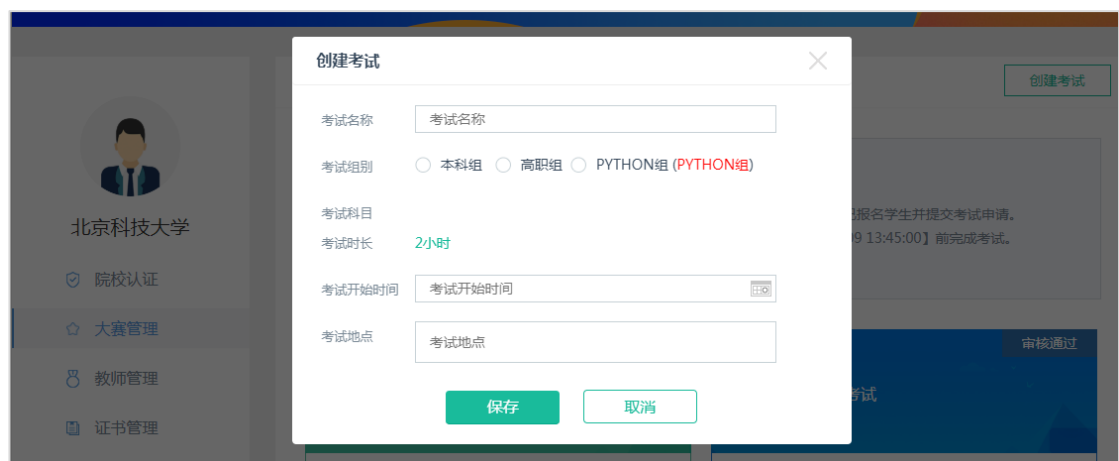 创建考试
创建考试
考试名称
考试名称
考试组别
本科组
高职组
PYTHON组 (PYTHON组)
考试科目
考试时长
2小时
考试开始时间
考试开始时间
考试地点
考试地点
保存
取消
北京科技大学
院校认证
大赛管理
教师管理
证书管理
报名学生并提交考试申请。
09 13:45:00】前完成考试。
审核通过
考试